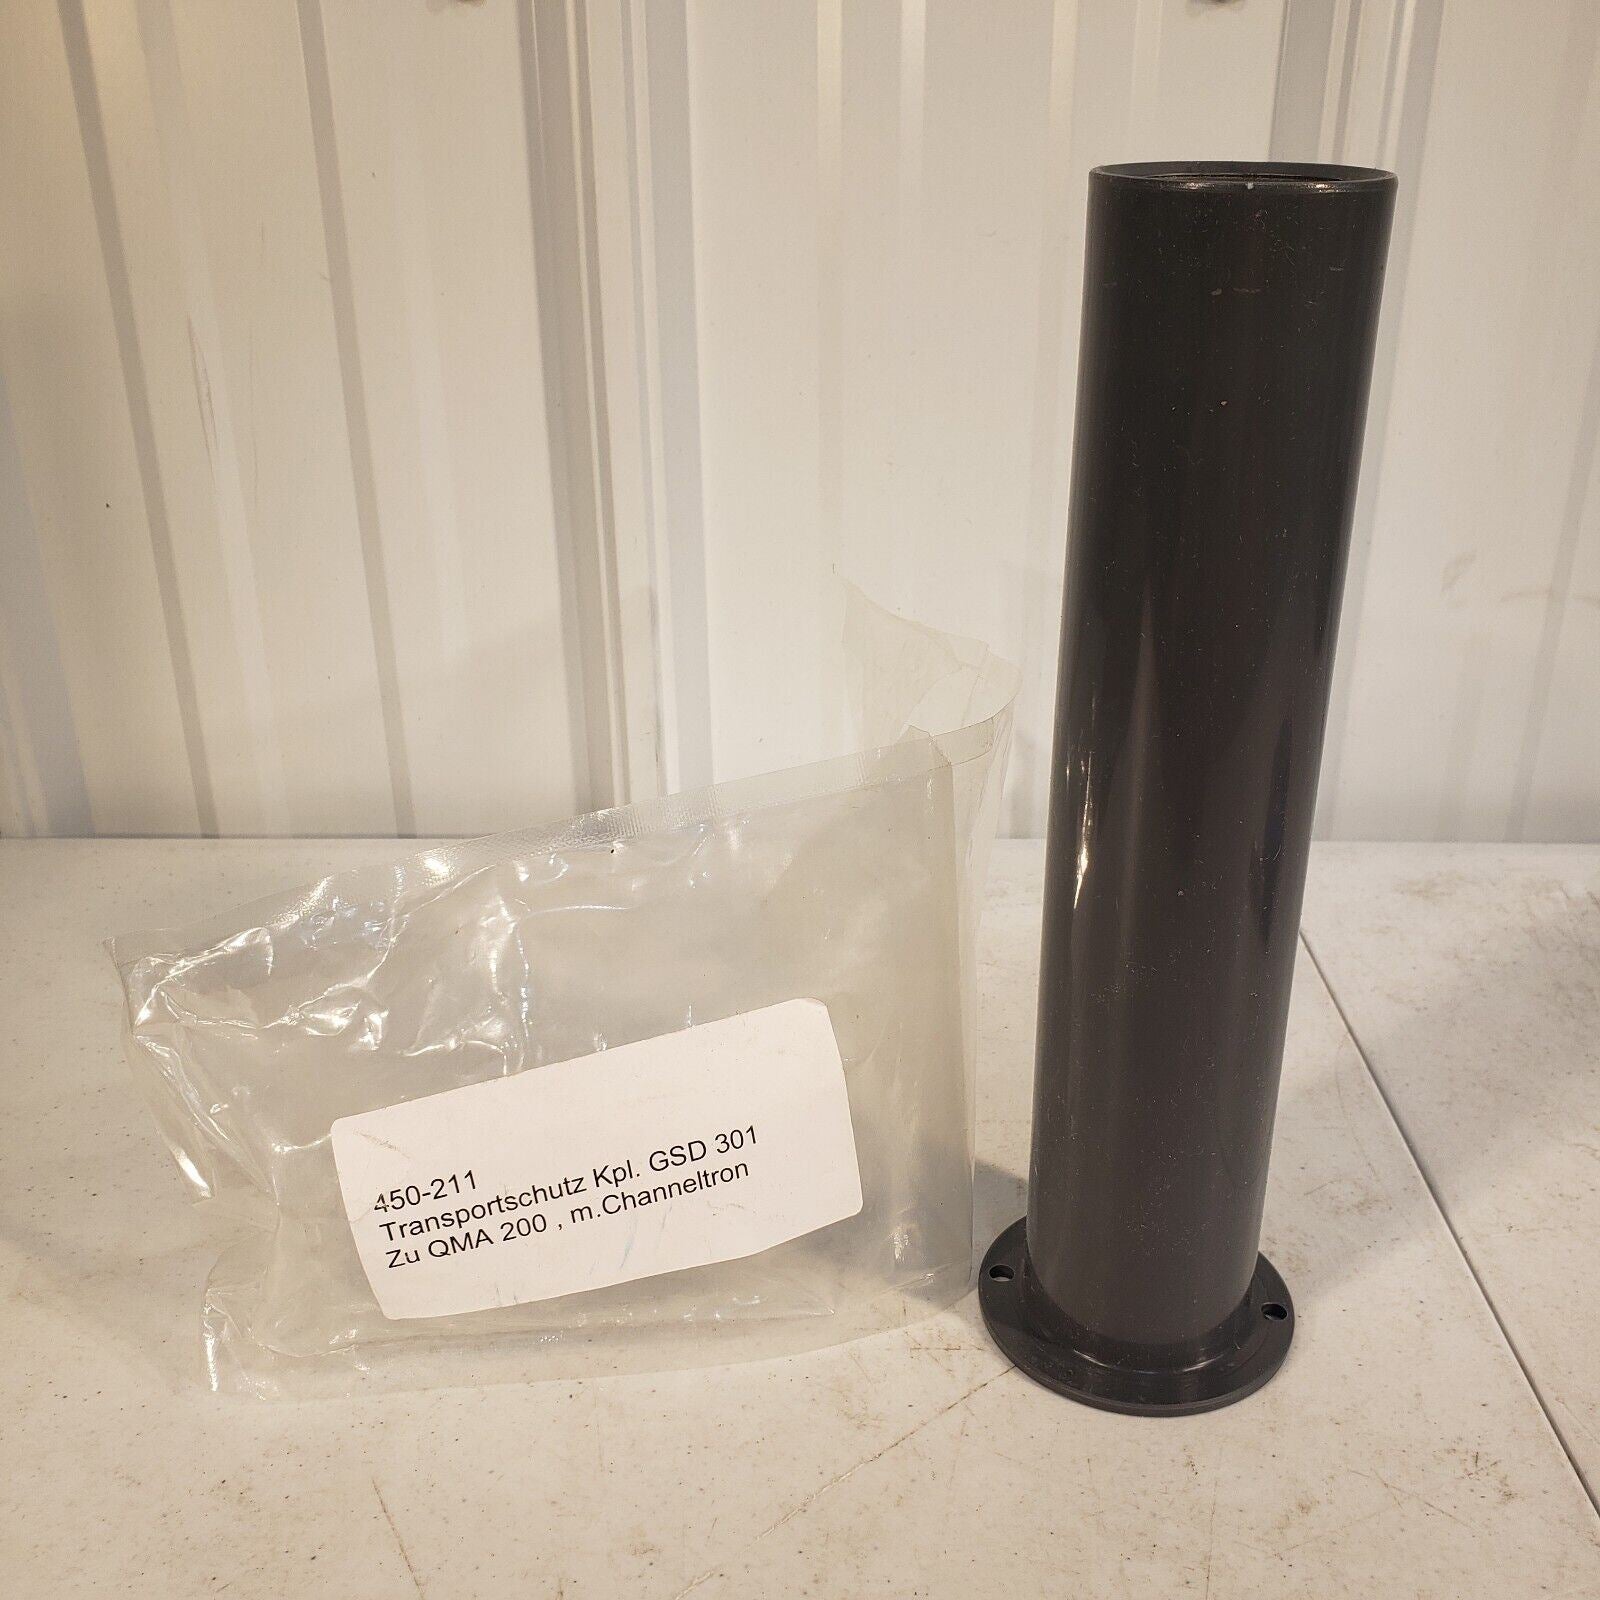 450-211
Transportschutz Kpl. GSD 301
Zu QMA 200 , m.Channeltron